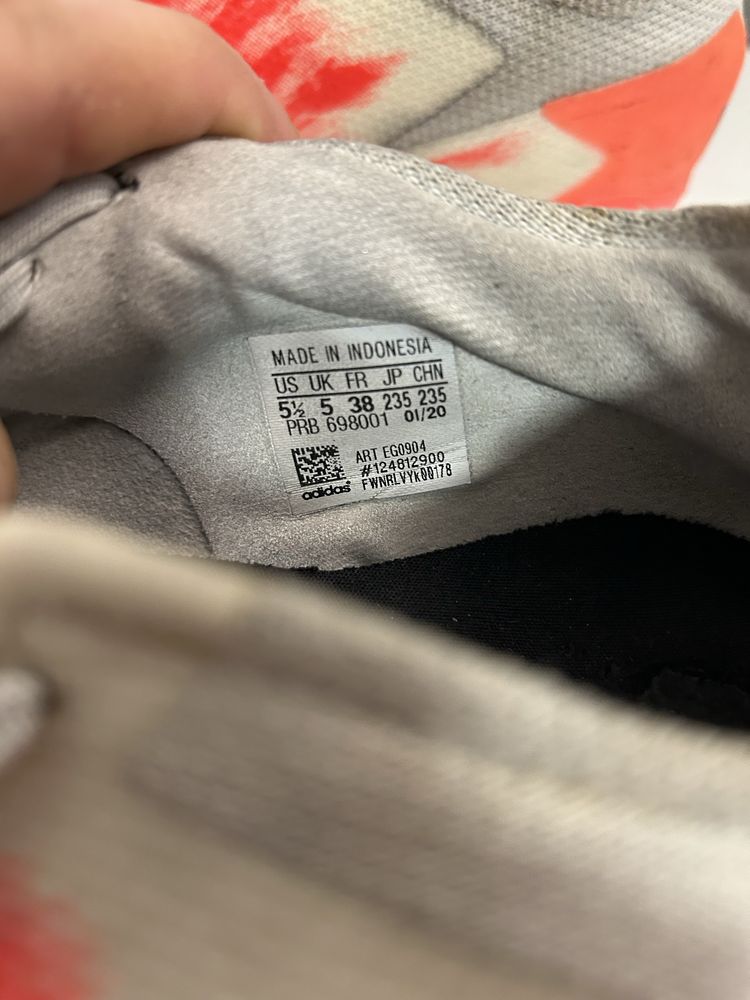 MADE IN INDONESIA
US UK FR JP CHN
5½ 5 38 235 235
PRB 698001 01/20
ART EG0904
#124812900
adidas FWNRLVYK00178